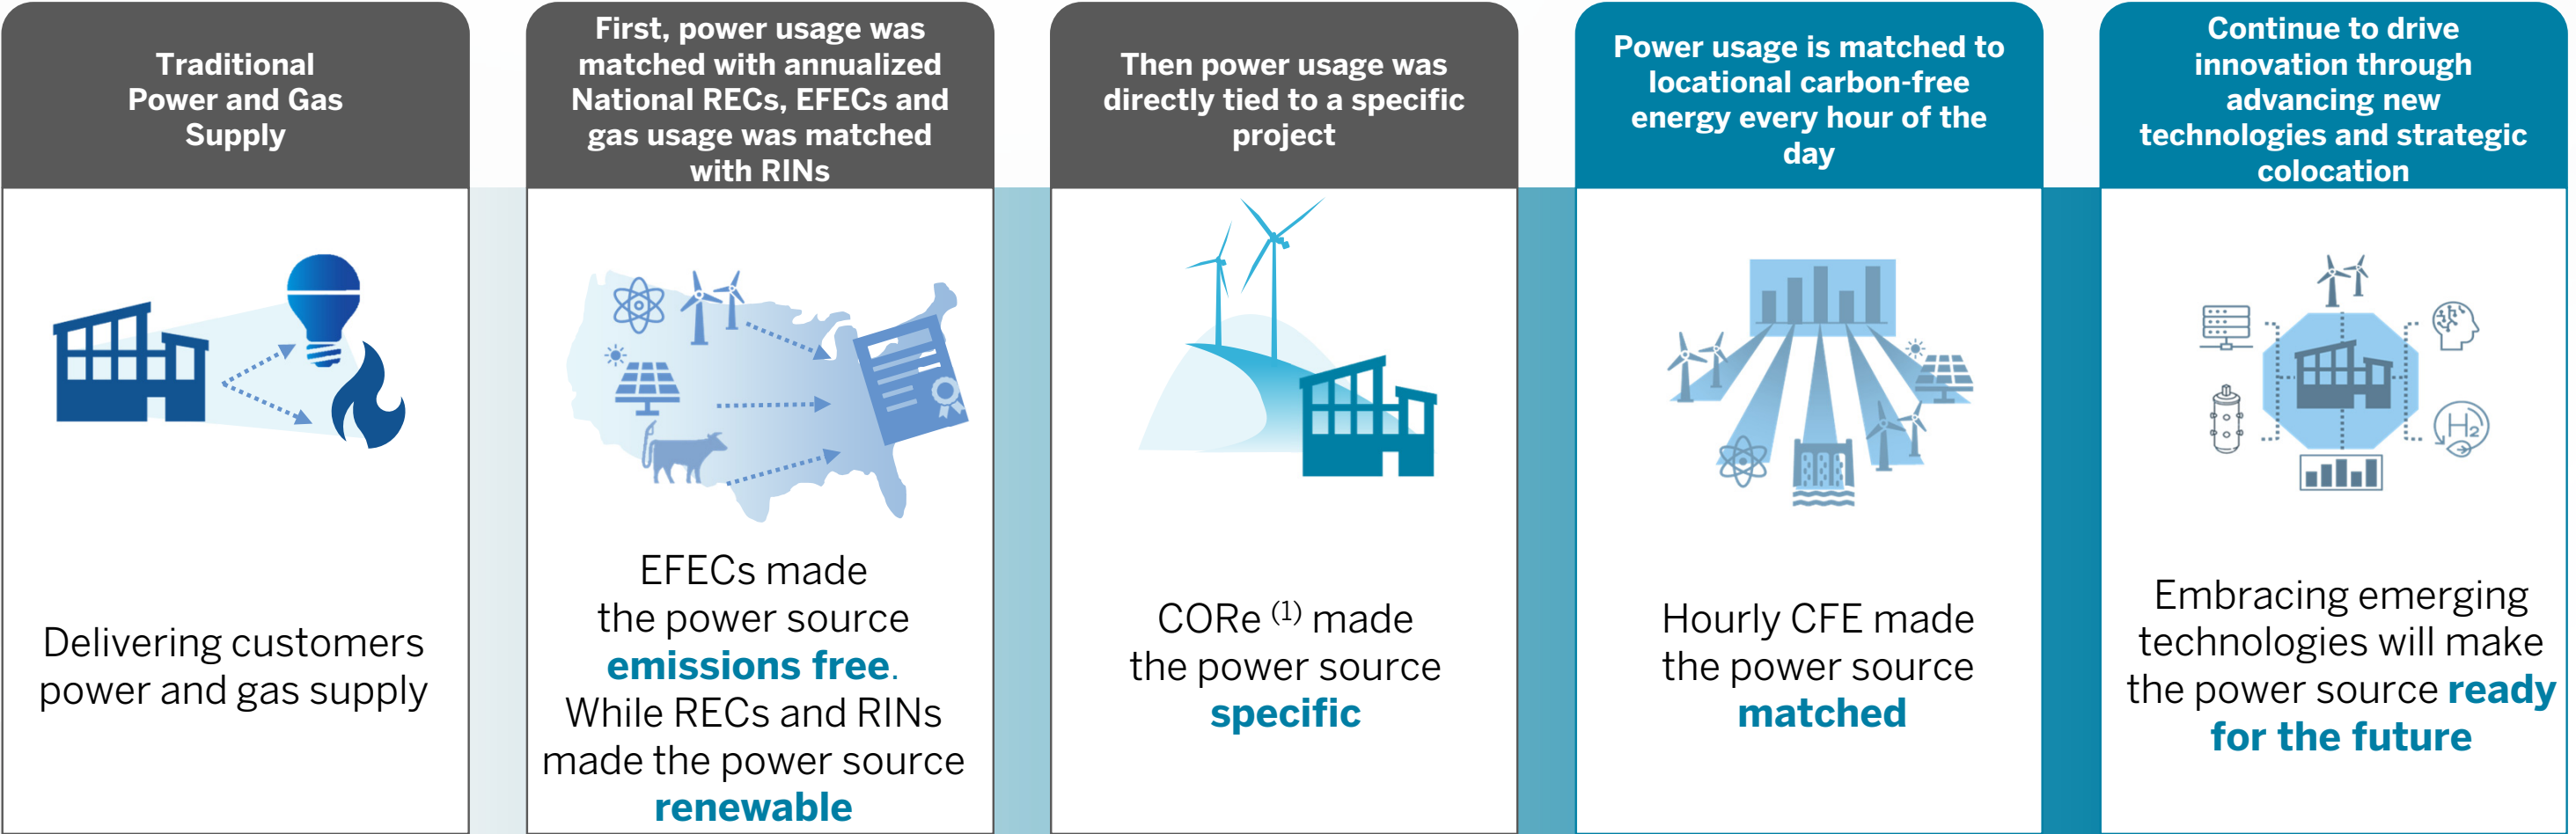 Traditional
Power and Gas
Supply
Delivering customers
power and gas supply
First, power usage was
matched with annualized
National RECs, EFECs and
gas usage was matched
with RINs
EFECs made
the power source
emissions free.
While RECs and RINs
made the power source
renewable
Then power usage was
directly tied to a specific
project
CORe (1) made
the power source
specific
Power usage is matched to
locational carbon-free
energy every hour of the
day
Hourly CFE made
the power source
matched
Continue to drive
innovation through
advancing new
technologies and strategic
colocation
H2
Embracing emerging
technologies will make
the power source ready
for the future